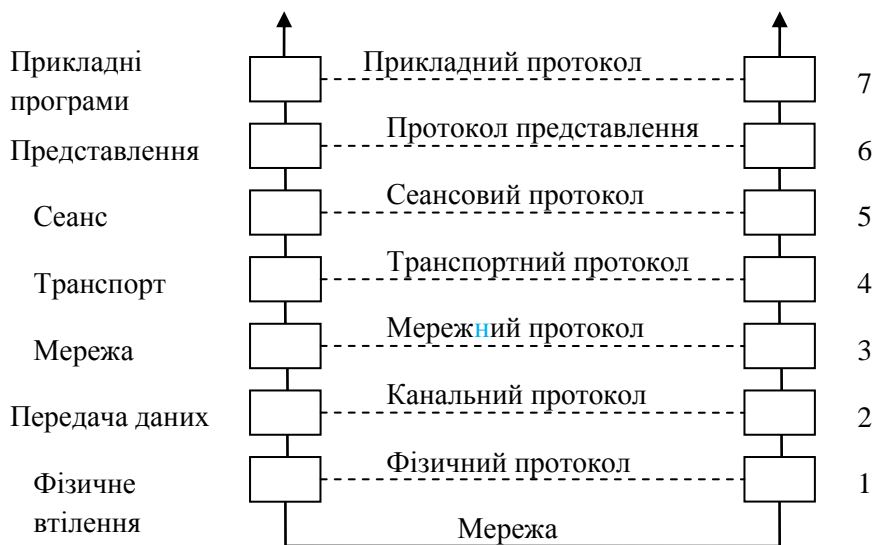 Прикладні
програми
Прикладний протокол
7
Представлення
Протокол представлення
6
Сеанс
Сеансовий протокол
5
Транспорт
Транспортний протокол
4
Мережа
Мережний протокол
3
Передача даних
Канальний протокол
2
Фізичне
втілення
Фізичний протокол
1
Мережа